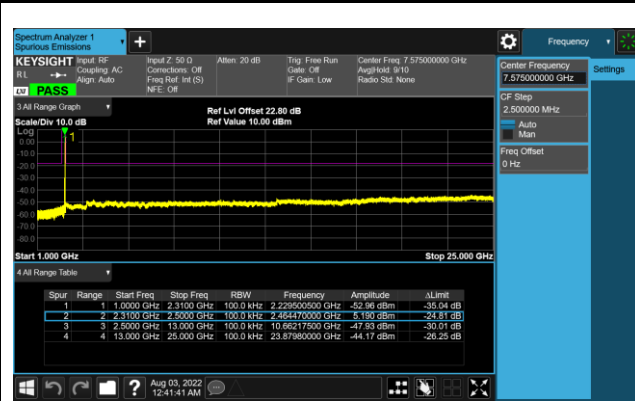 Spectrum Analyzer 1
Spurious Emissions
Frequency
KEYSIGHT
Input: RF
Coupling: AC
Align: Auto
Input Z: 50 Ω
Corrections: Off
Freq Ref: Int (S)
NFE: Off
Atten: 20 dB
Trig: Free Run
Gate: Off
IF Gain: Low
Center Freq: 7.575000000 GHz
Avg|Hold: 9/10
Radio Std: None
RL
LXI
PASS
Center Frequency
7.575000000 GHz
Settings
CF Step
2.500000 MHz
Auto
Man
Freq Offset
0 Hz
3 All Range Graph
Scale/Div 10.0 dB
Ref Lvl Offset 22.80 dB
Ref Value 10.00 dBm
Log
1
0.00
-10.0
-20.0
-30.0
-40.0
-50.0
-60.0
-70.0
-80.0
Start 1.000 GHz
Stop 25.000 GHz
4 All Range Table
Spur Range Start Freq Stop Freq RBW Frequency Amplitude ΔLimit
1 1 1.0000 GHz 2.3100 GHz 100.0 kHz 2.229500500 GHz -52.96 dBm -35.04 dB
2 2 2.3100 GHz 2.5000 GHz 100.0 kHz 2.464470000 GHz 5.190 dBm -24.81 dB
3 3 2.5000 GHz 13.000 GHz 100.0 kHz 10.66217500 GHz -47.93 dBm -30.01 dB
4 4 13.000 GHz 25.000 GHz 100.0 kHz 23.87980000 GHz -44.17 dBm -26.25 dB
Aug 03, 2022
12:41:41 AM